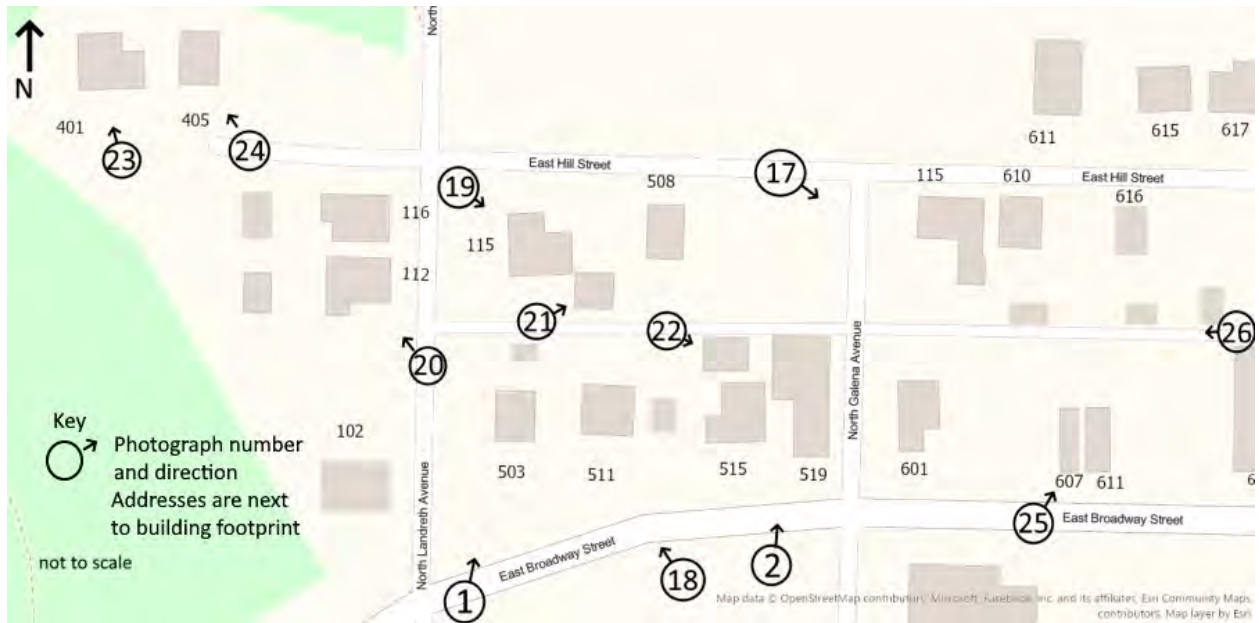 N
North
401
405
23
24
East Hill Street
611
615
617
19
17
508
115
610
East Hill Street
616
116
115
112
21
22
20
26
North Galena Avenue
Key
Photograph number
and direction
Addresses are next
to building footprint
not to scale
102
North Landreth Avenue
503
511
515
519
601
607
611
6
25
East Broadway Street
East Broadway Street
1
18
2
Map data © OpenStreetMap contributors, Microsoft, Facebook, Inc. and its affiliates, Esri Community Maps
contributors, Map layer by Esri